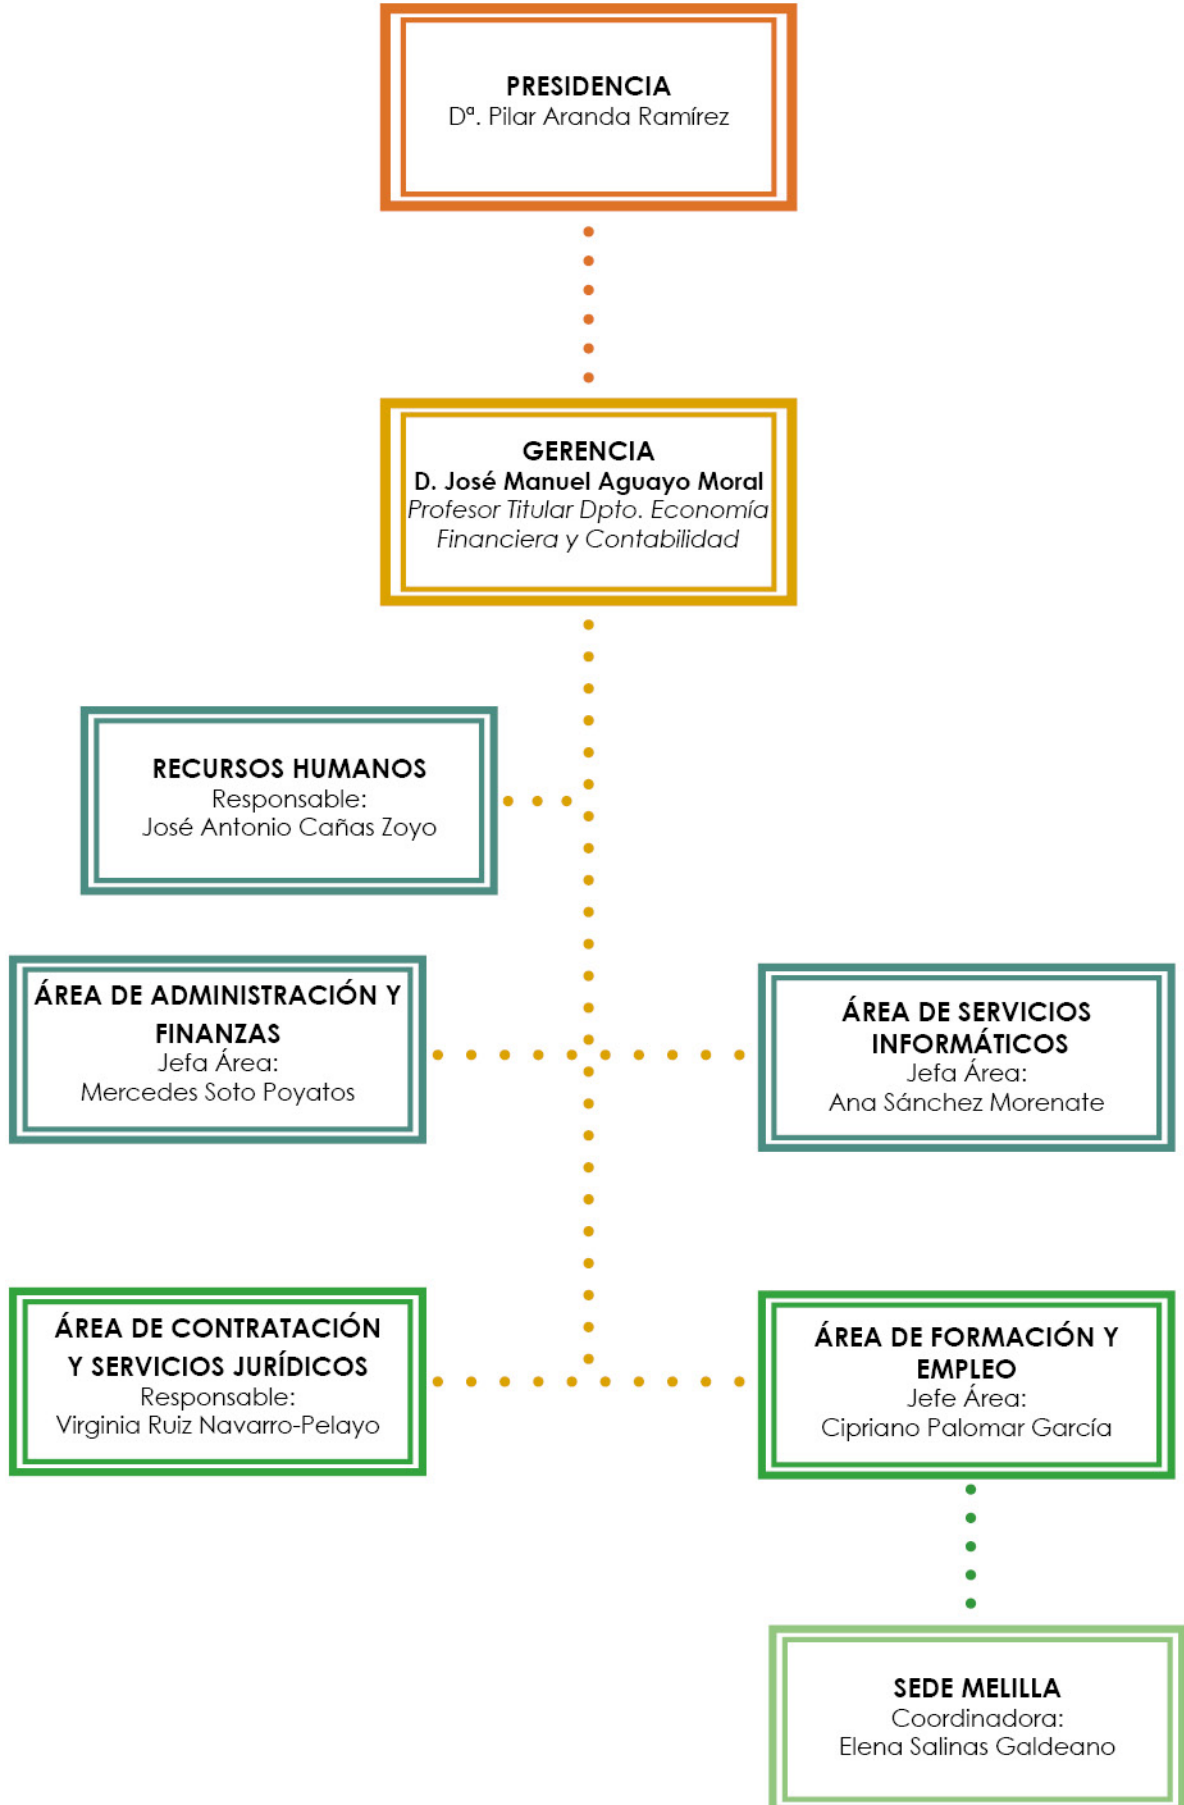 PRESIDENCIA
Dª. Pilar Aranda Ramírez
GERENCIA
D. José Manuel Aguayo Moral
Profesor Titular Dpto. Economía
Financiera y Contabilidad
RECURSOS HUMANOS
Responsable:
José Antonio Cañas Zoyo
ÁREA DE ADMINISTRACIÓN Y
FINANZAS
Jefa Área:
Mercedes Soto Poyatos
ÁREA DE SERVICIOS
INFORMÁTICOS
Jefa Área:
Ana Sánchez Morenate
ÁREA DE CONTRATACIÓN
Y SERVICIOS JURÍDICOS
Responsable:
Virginia Ruiz Navarro-Pelayo
ÁREA DE FORMACIÓN Y
EMPLEO
Jefe Área:
Cipriano Palomar García
SEDE MELILLA
Coordinadora:
Elena Salinas Galdeano